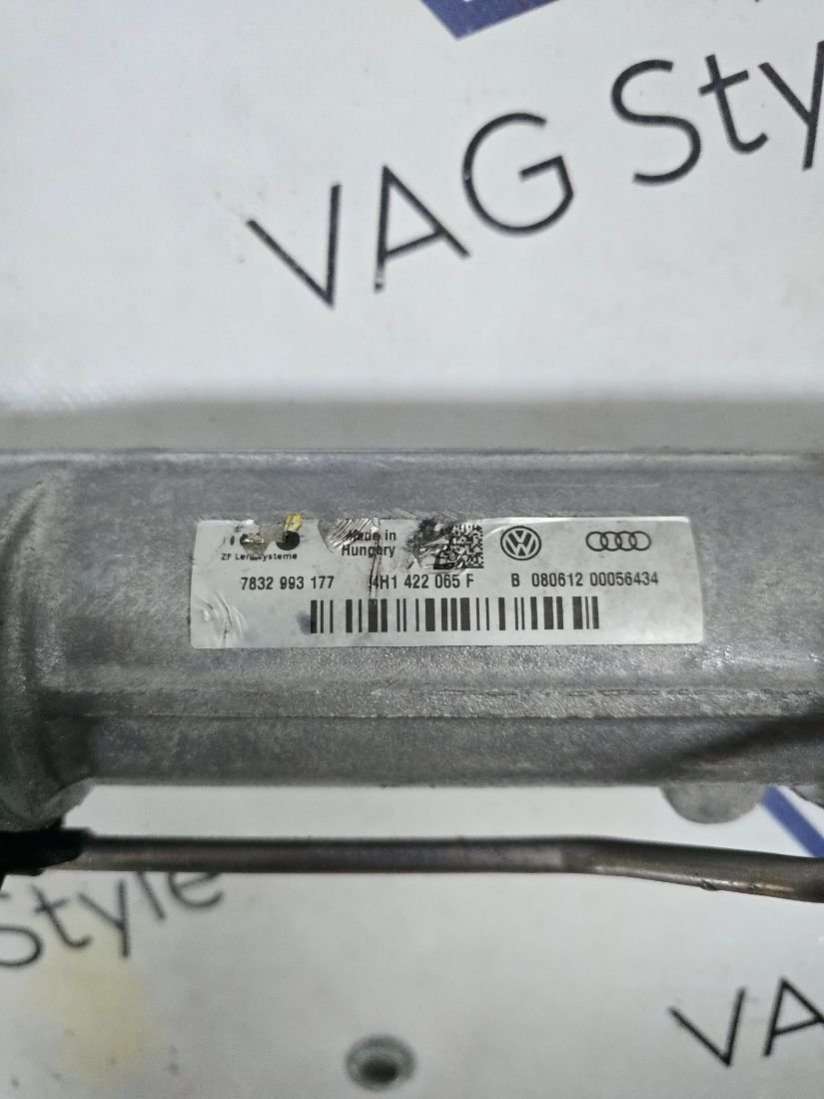 VAG Sty
Made in
Hungary
ZF Lenksysteme
7832 993 177 4H1 422 065 F B 080612 00056434
Style
VA